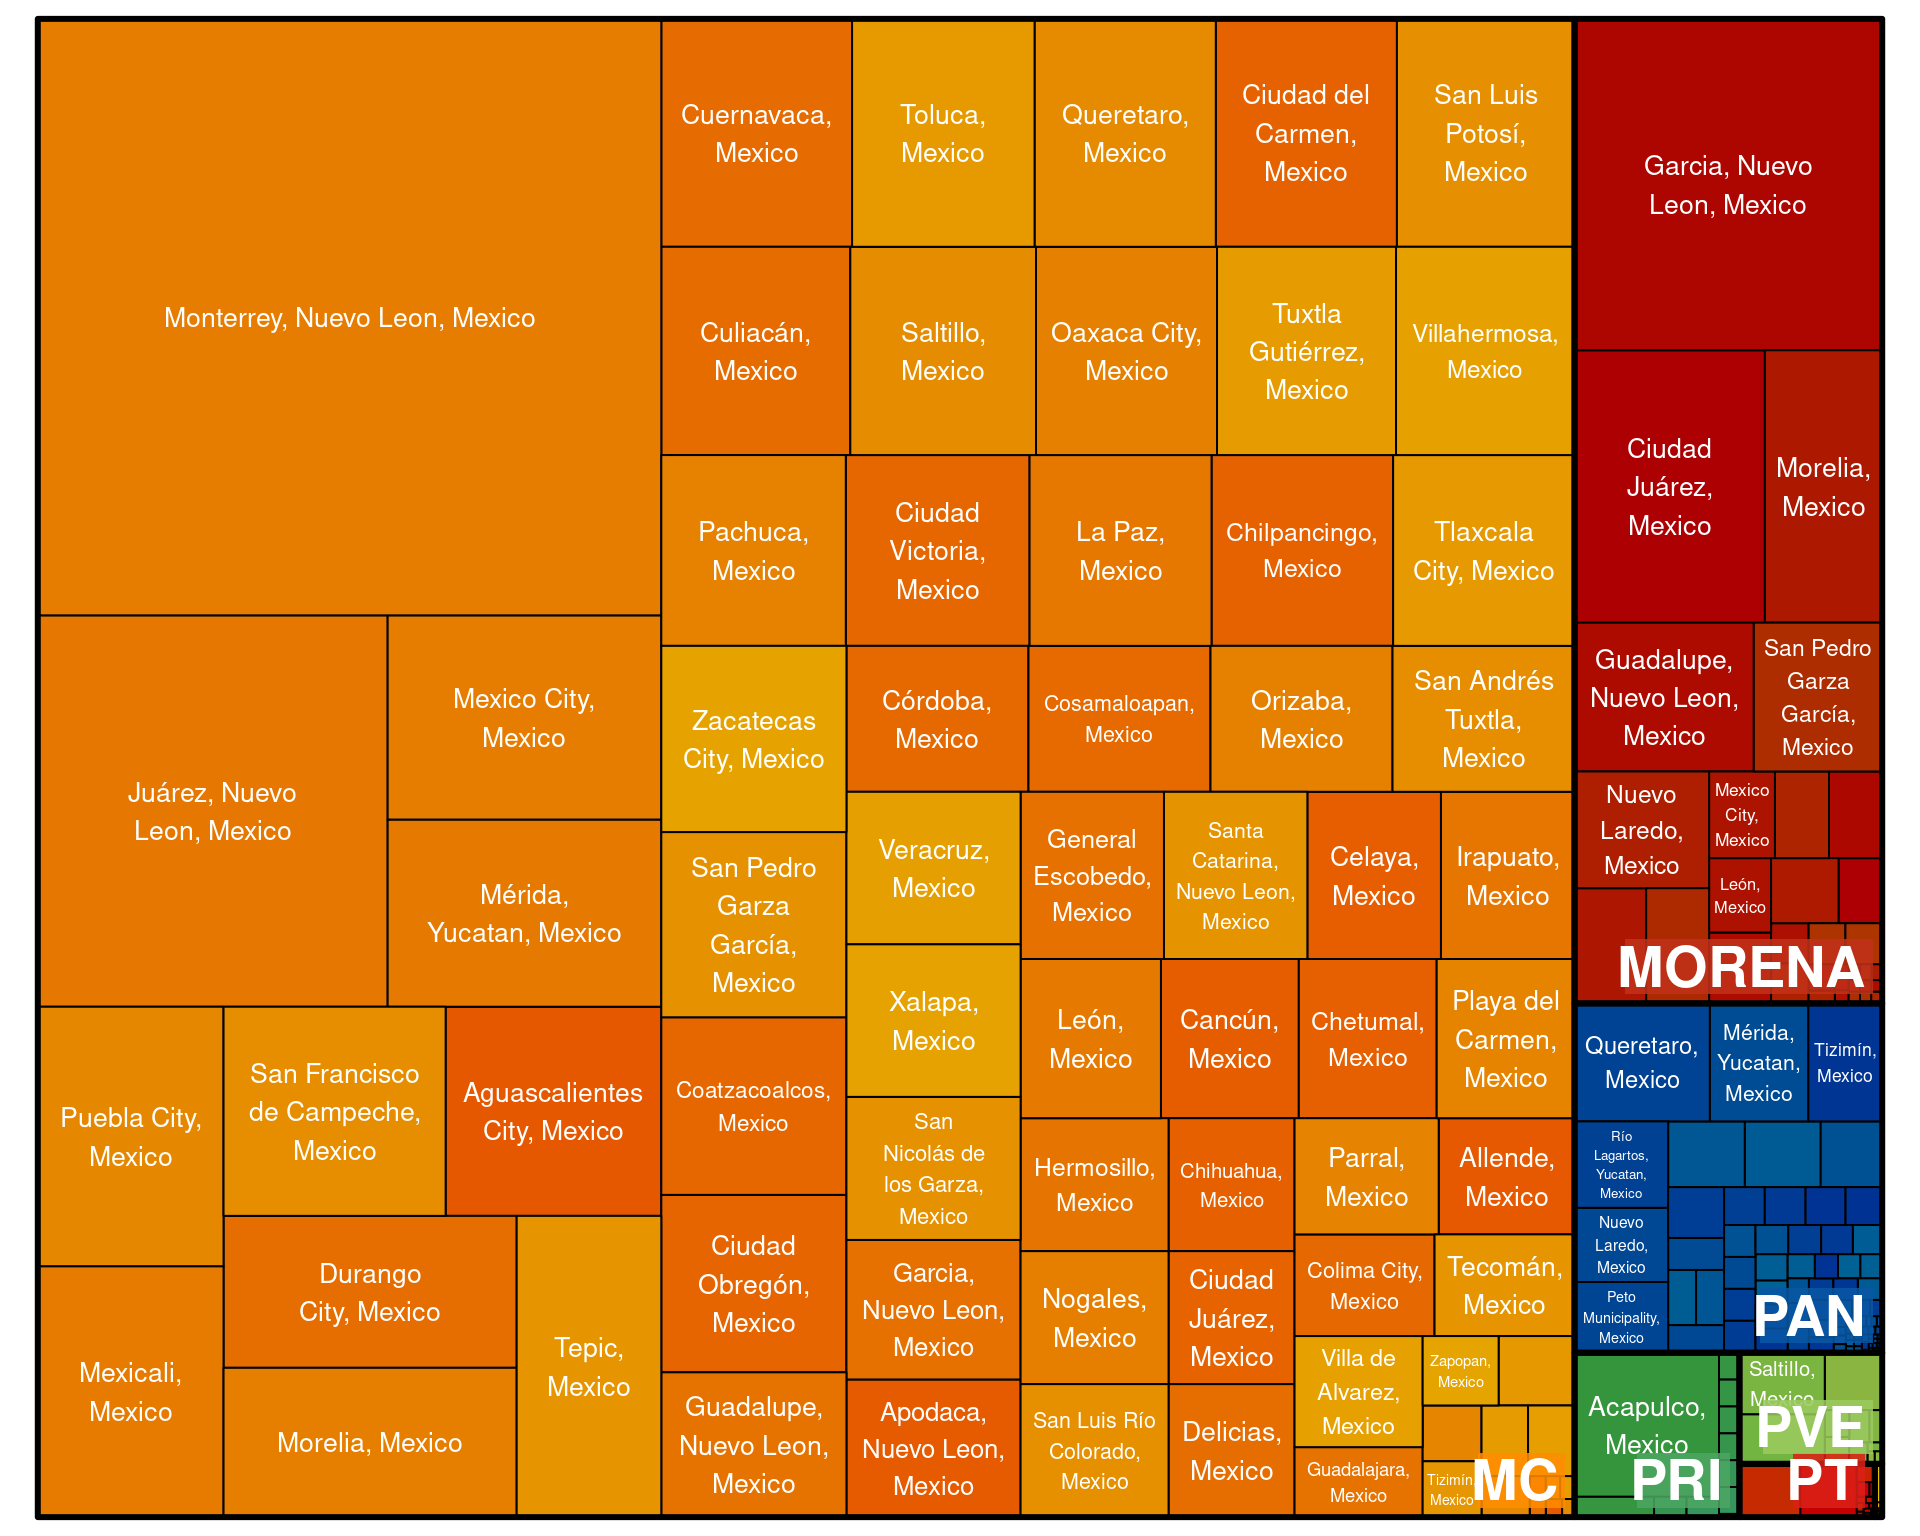 Monterrey, Nuevo Leon, Mexico
Juárez, Nuevo
Leon, Mexico
Mexico City,
Mexico
Mérida,
Yucatan, Mexico
Puebla City,
Mexico
San Francisco
de Campeche,
Mexico
Aguascalientes
City, Mexico
Mexicali,
Mexico
Durango
City, Mexico
Morelia, Mexico
Tepic,
Mexico
Cuernavaca,
Mexico
Toluca,
Mexico
Queretaro,
Mexico
Ciudad del
Carmen,
Mexico
San Luis
Potosí,
Mexico
Culiacán,
Mexico
Saltillo,
Mexico
Oaxaca City,
Mexico
Tuxtla
Gutiérrez,
Mexico
Villahermosa,
Mexico
Pachuca,
Mexico
Ciudad
Victoria,
Mexico
La Paz,
Mexico
Chilpancingo,
Mexico
Tlaxcala
City, Mexico
Zacatecas
City, Mexico
Córdoba,
Mexico
Cosamaloapan,
Mexico
Orizaba,
Mexico
San Andrés
Tuxtla,
Mexico
San Pedro
Garza
García,
Mexico
Coatzacoalcos,
Mexico
Ciudad
Obregón,
Mexico
Guadalupe,
Nuevo Leon,
Mexico
Veracruz,
Mexico
Xalapa,
Mexico
San
Nicolás de
los Garza,
Mexico
Garcia,
Nuevo Leon,
Mexico
Apodaca,
Nuevo Leon,
Mexico
General
Escobedo,
Mexico
Santa
Catarina,
Nuevo Leon,
Mexico
Celaya,
Mexico
Irapuato,
Mexico
León,
Mexico
Cancún,
Mexico
Chetumal,
Mexico
Playa del
Carmen,
Mexico
Hermosillo,
Mexico
Chihuahua,
Mexico
Parral,
Mexico
Allende,
Mexico
Nogales,
Mexico
Ciudad
Juárez,
Mexico
Colima City,
Mexico
Tecomán,
Mexico
San Luis Río
Colorado,
Mexico
Delicias,
Mexico
Villa de
Alvarez,
Mexico
Guadalajara,
Mexico
Zapopan,
Mexico
Tizimín,
Mexico
MC
Garcia, Nuevo
Leon, Mexico
Ciudad
Juárez,
Mexico
Morelia,
Mexico
Guadalupe,
Nuevo Leon,
Mexico
San Pedro
Garza
García,
Mexico
Nuevo
Laredo,
Mexico
Mexico
City,
Mexico
León,
Mexico
MORENA
Queretaro,
Mexico
Mérida,
Yucatan,
Mexico
Tizimín,
Mexico
Río
Lagartos,
Yucatan,
Mexico
Nuevo
Laredo,
Mexico
Peto
Municipality,
Mexico
PAN
Acapulco,
Mexico
PRI
Saltillo,
Mexico
PVE
PT